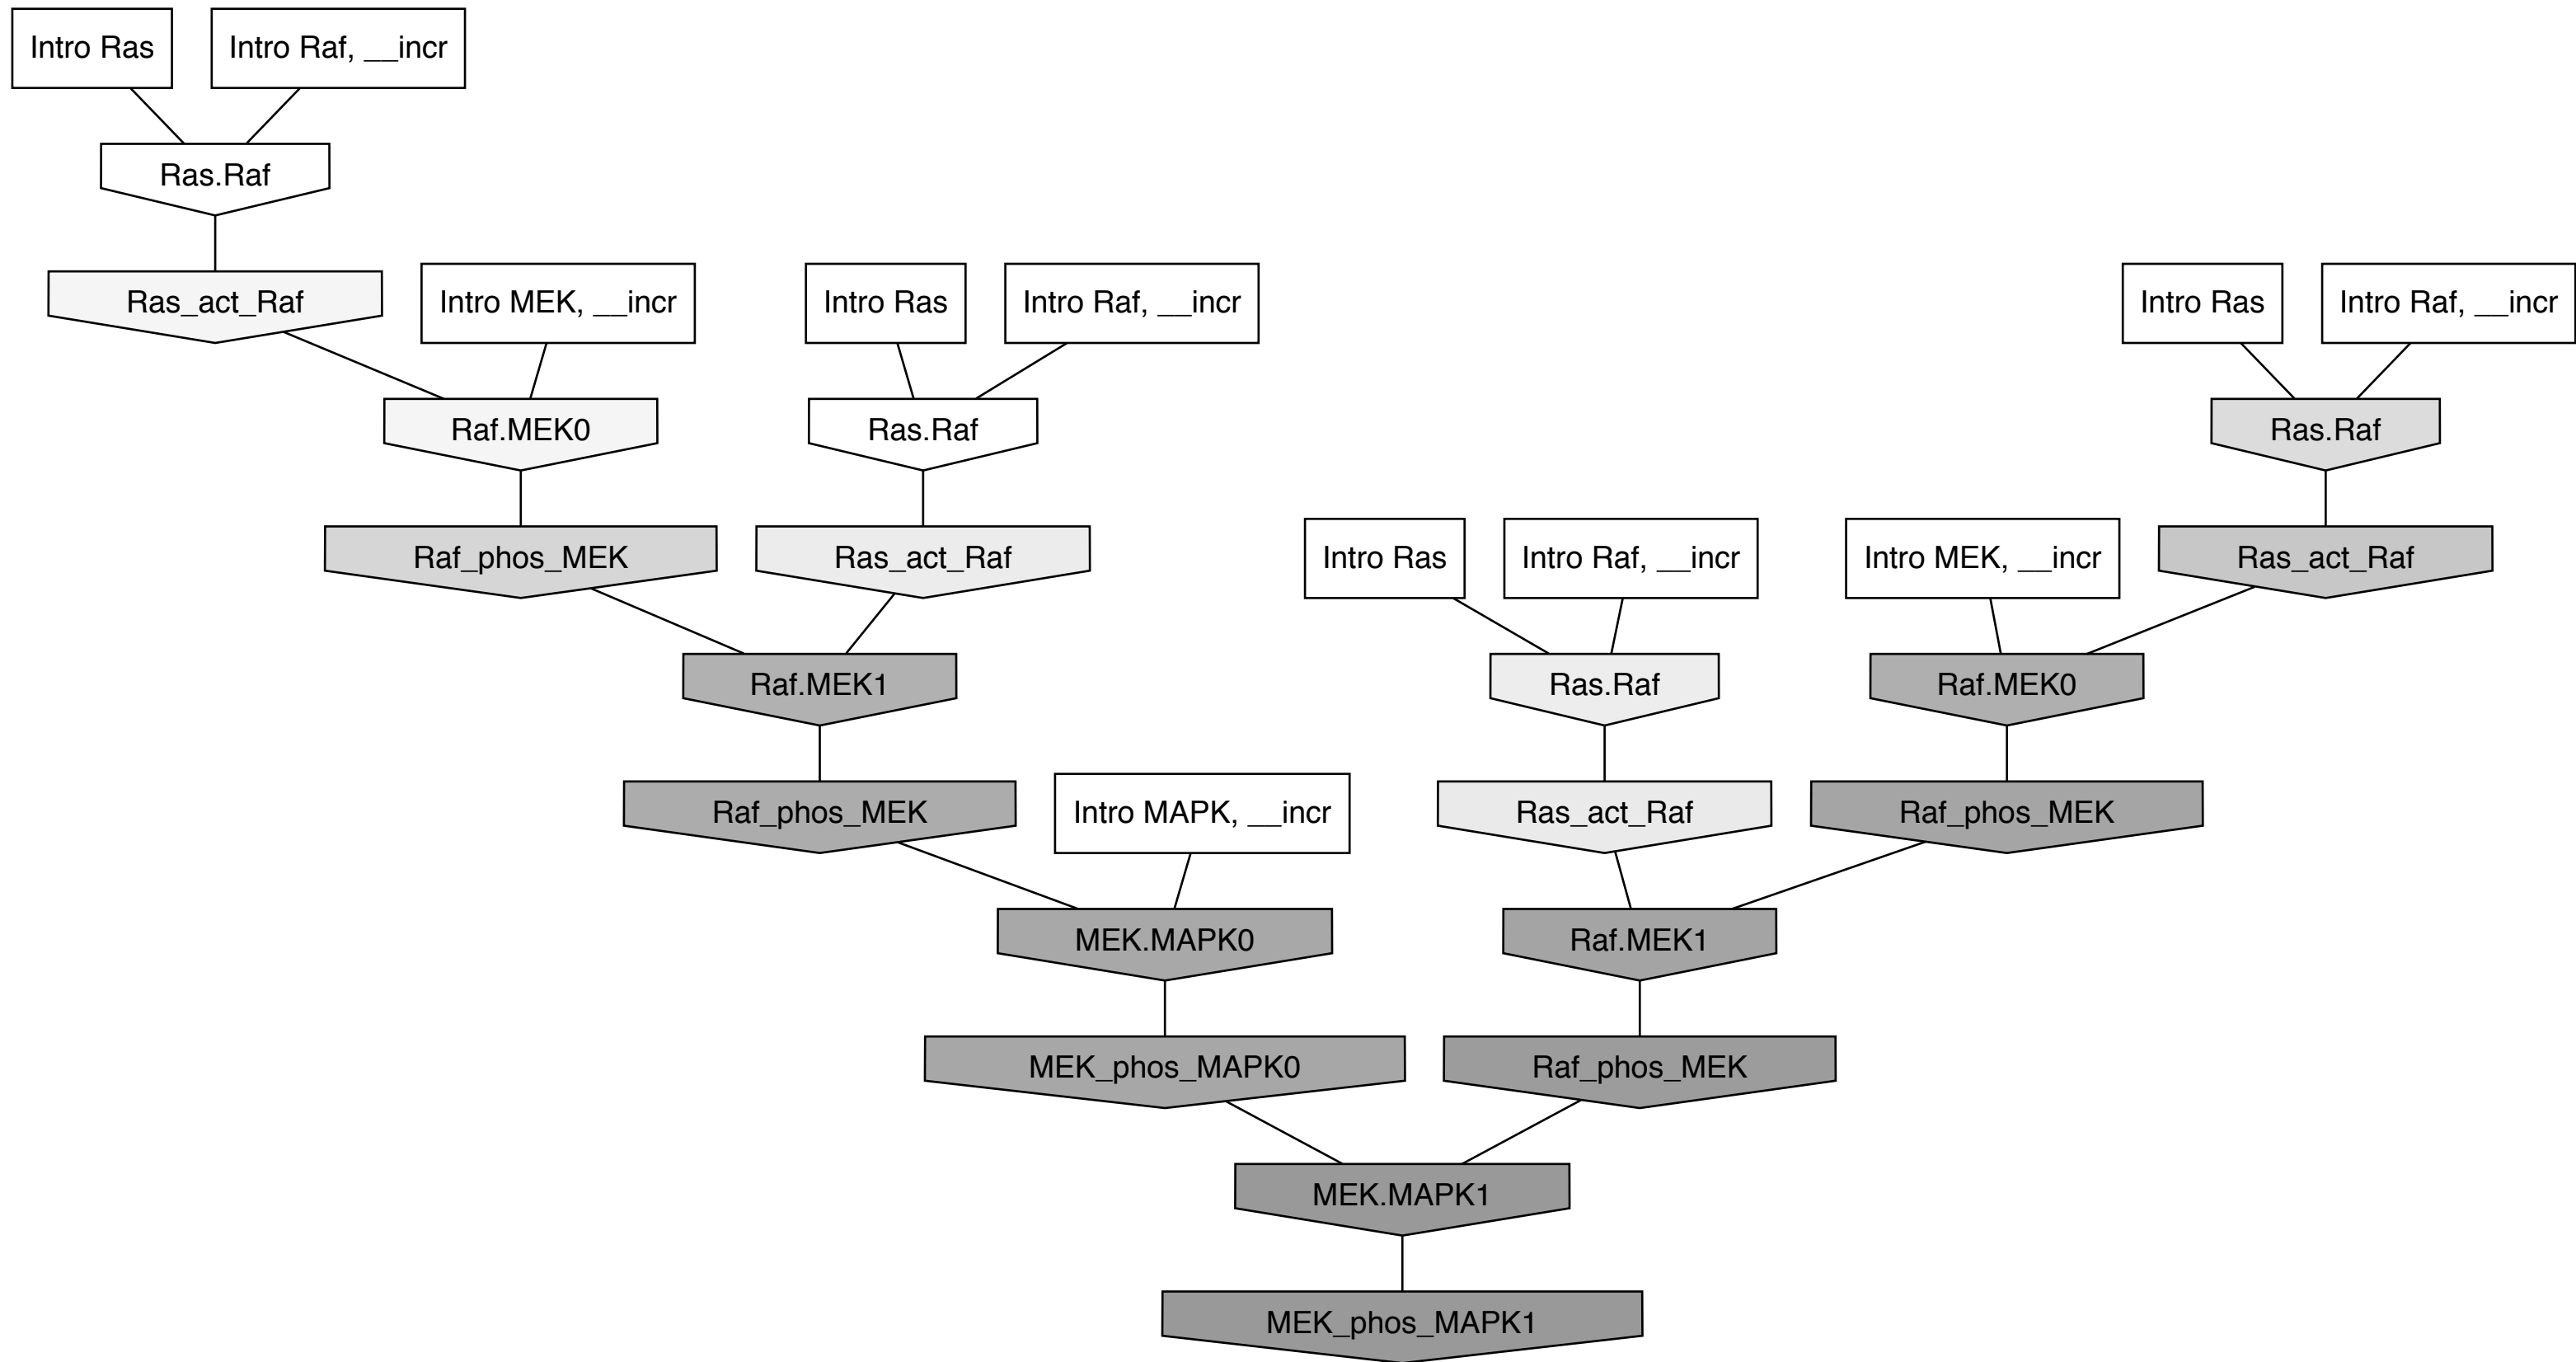 Intro Ras
Intro Raf, __incr
Ras.Raf
Ras_act_Raf
Intro MEK, __incr
Intro Ras
Intro Raf, __incr
Intro Ras
Intro Raf, __incr
Raf.MEK0
Ras.Raf
Ras.Raf
Raf_phos_MEK
Ras_act_Raf
Intro Ras
Intro Raf, __incr
Intro MEK, __incr
Ras_act_Raf
Raf.MEK1
Ras.Raf
Raf.MEK0
Raf_phos_MEK
Intro MAPK, __incr
Ras_act_Raf
Raf_phos_MEK
MEK.MAPK0
Raf.MEK1
MEK_phos_MAPK0
Raf_phos_MEK
MEK.MAPK1
MEK_phos_MAPK1